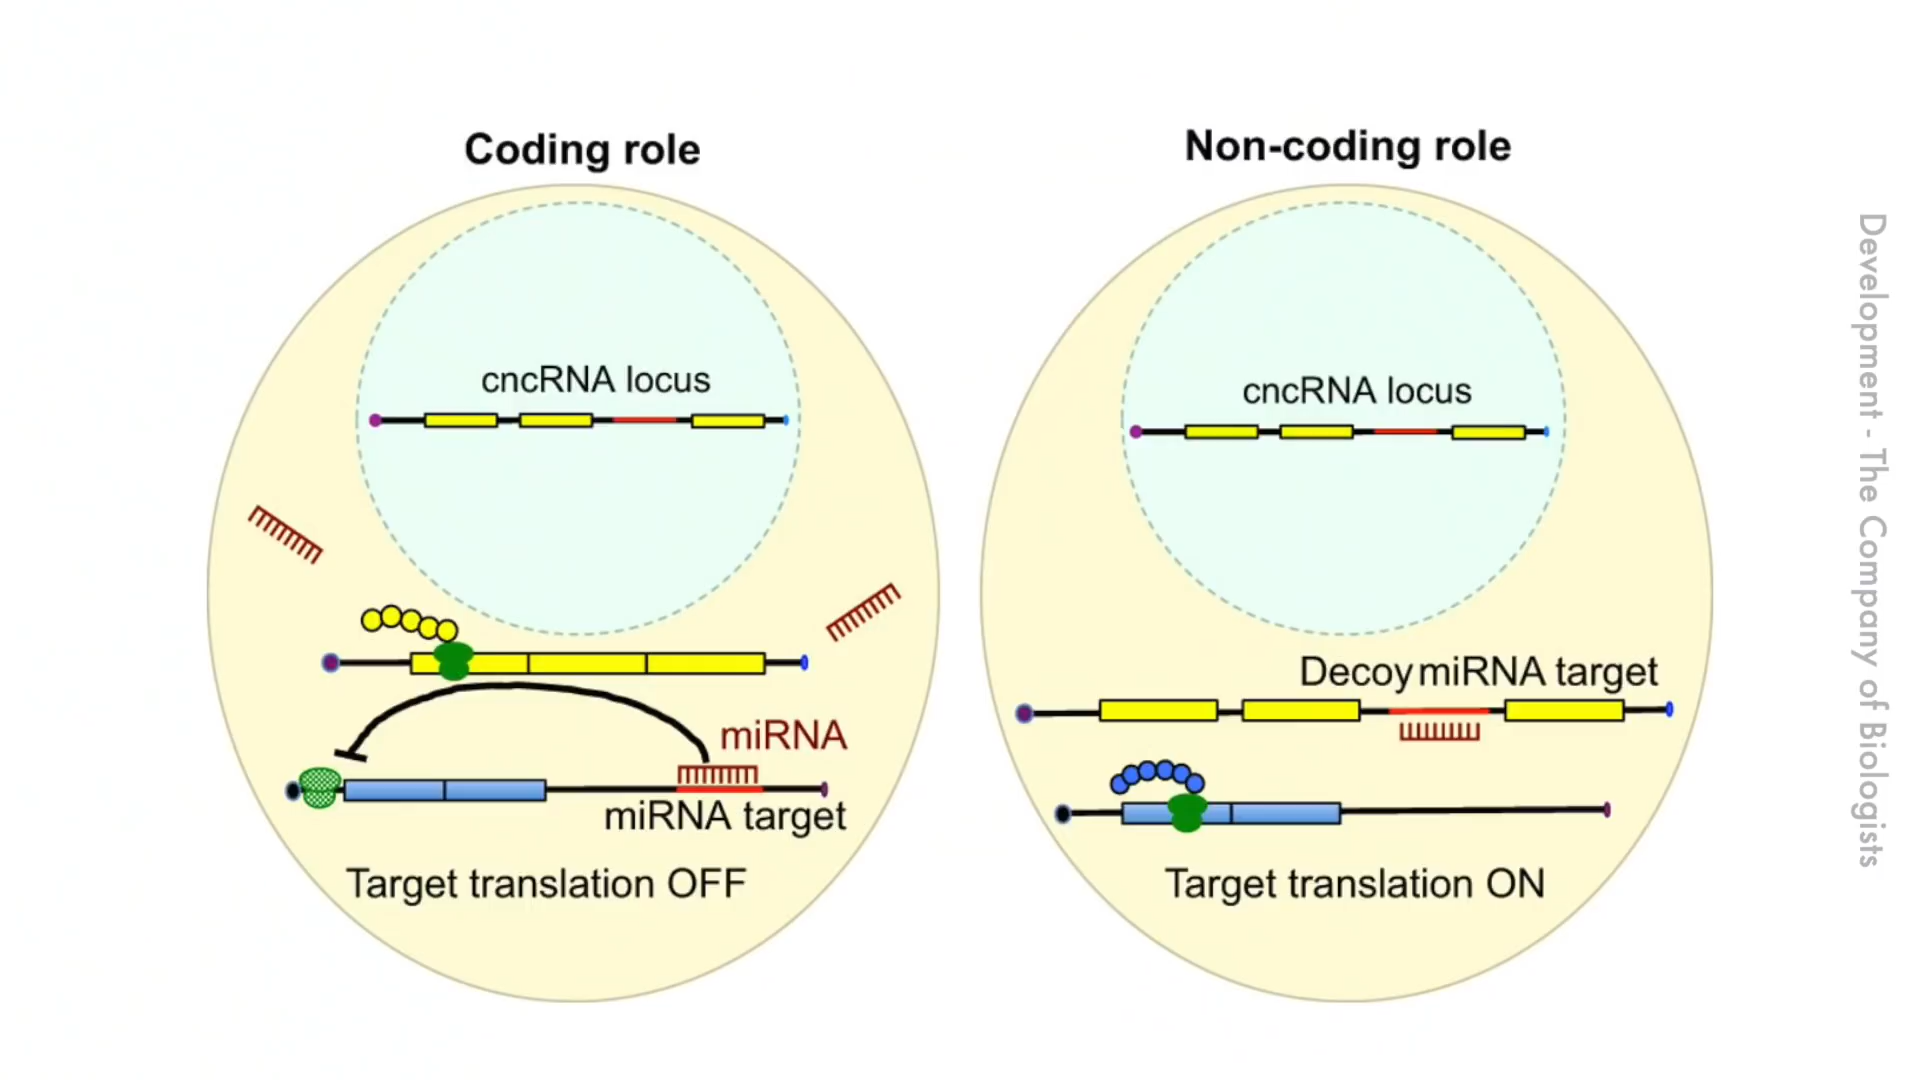 Coding role
cncRNA locus
miRNA
miRNA target
Target translation OFF
Non-coding role
cncRNA locus
Decoy miRNA target
Target translation ON
Development - The Company of Biologists